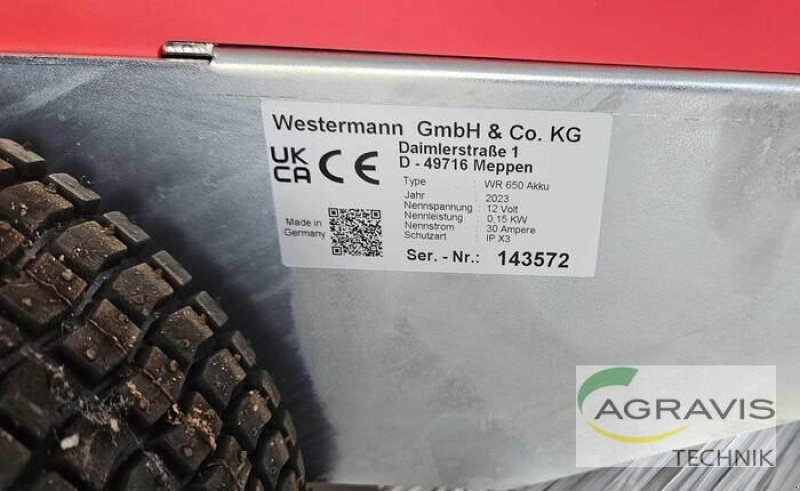 Westermann GmbH & Co. KG
Daimlerstraße 1
D - 49716 Meppen
UK
CA CE
Type : WR 650 Akku
Jahr : 2023
Nennspannung : 12 Volt
Nennleistung : 0,15 KW
Nennstrom : 30 Ampere
Schutzart : IP X3
Made in
Germany
Ser. - Nr.: 143572
AGRAVIS
TECHNIK